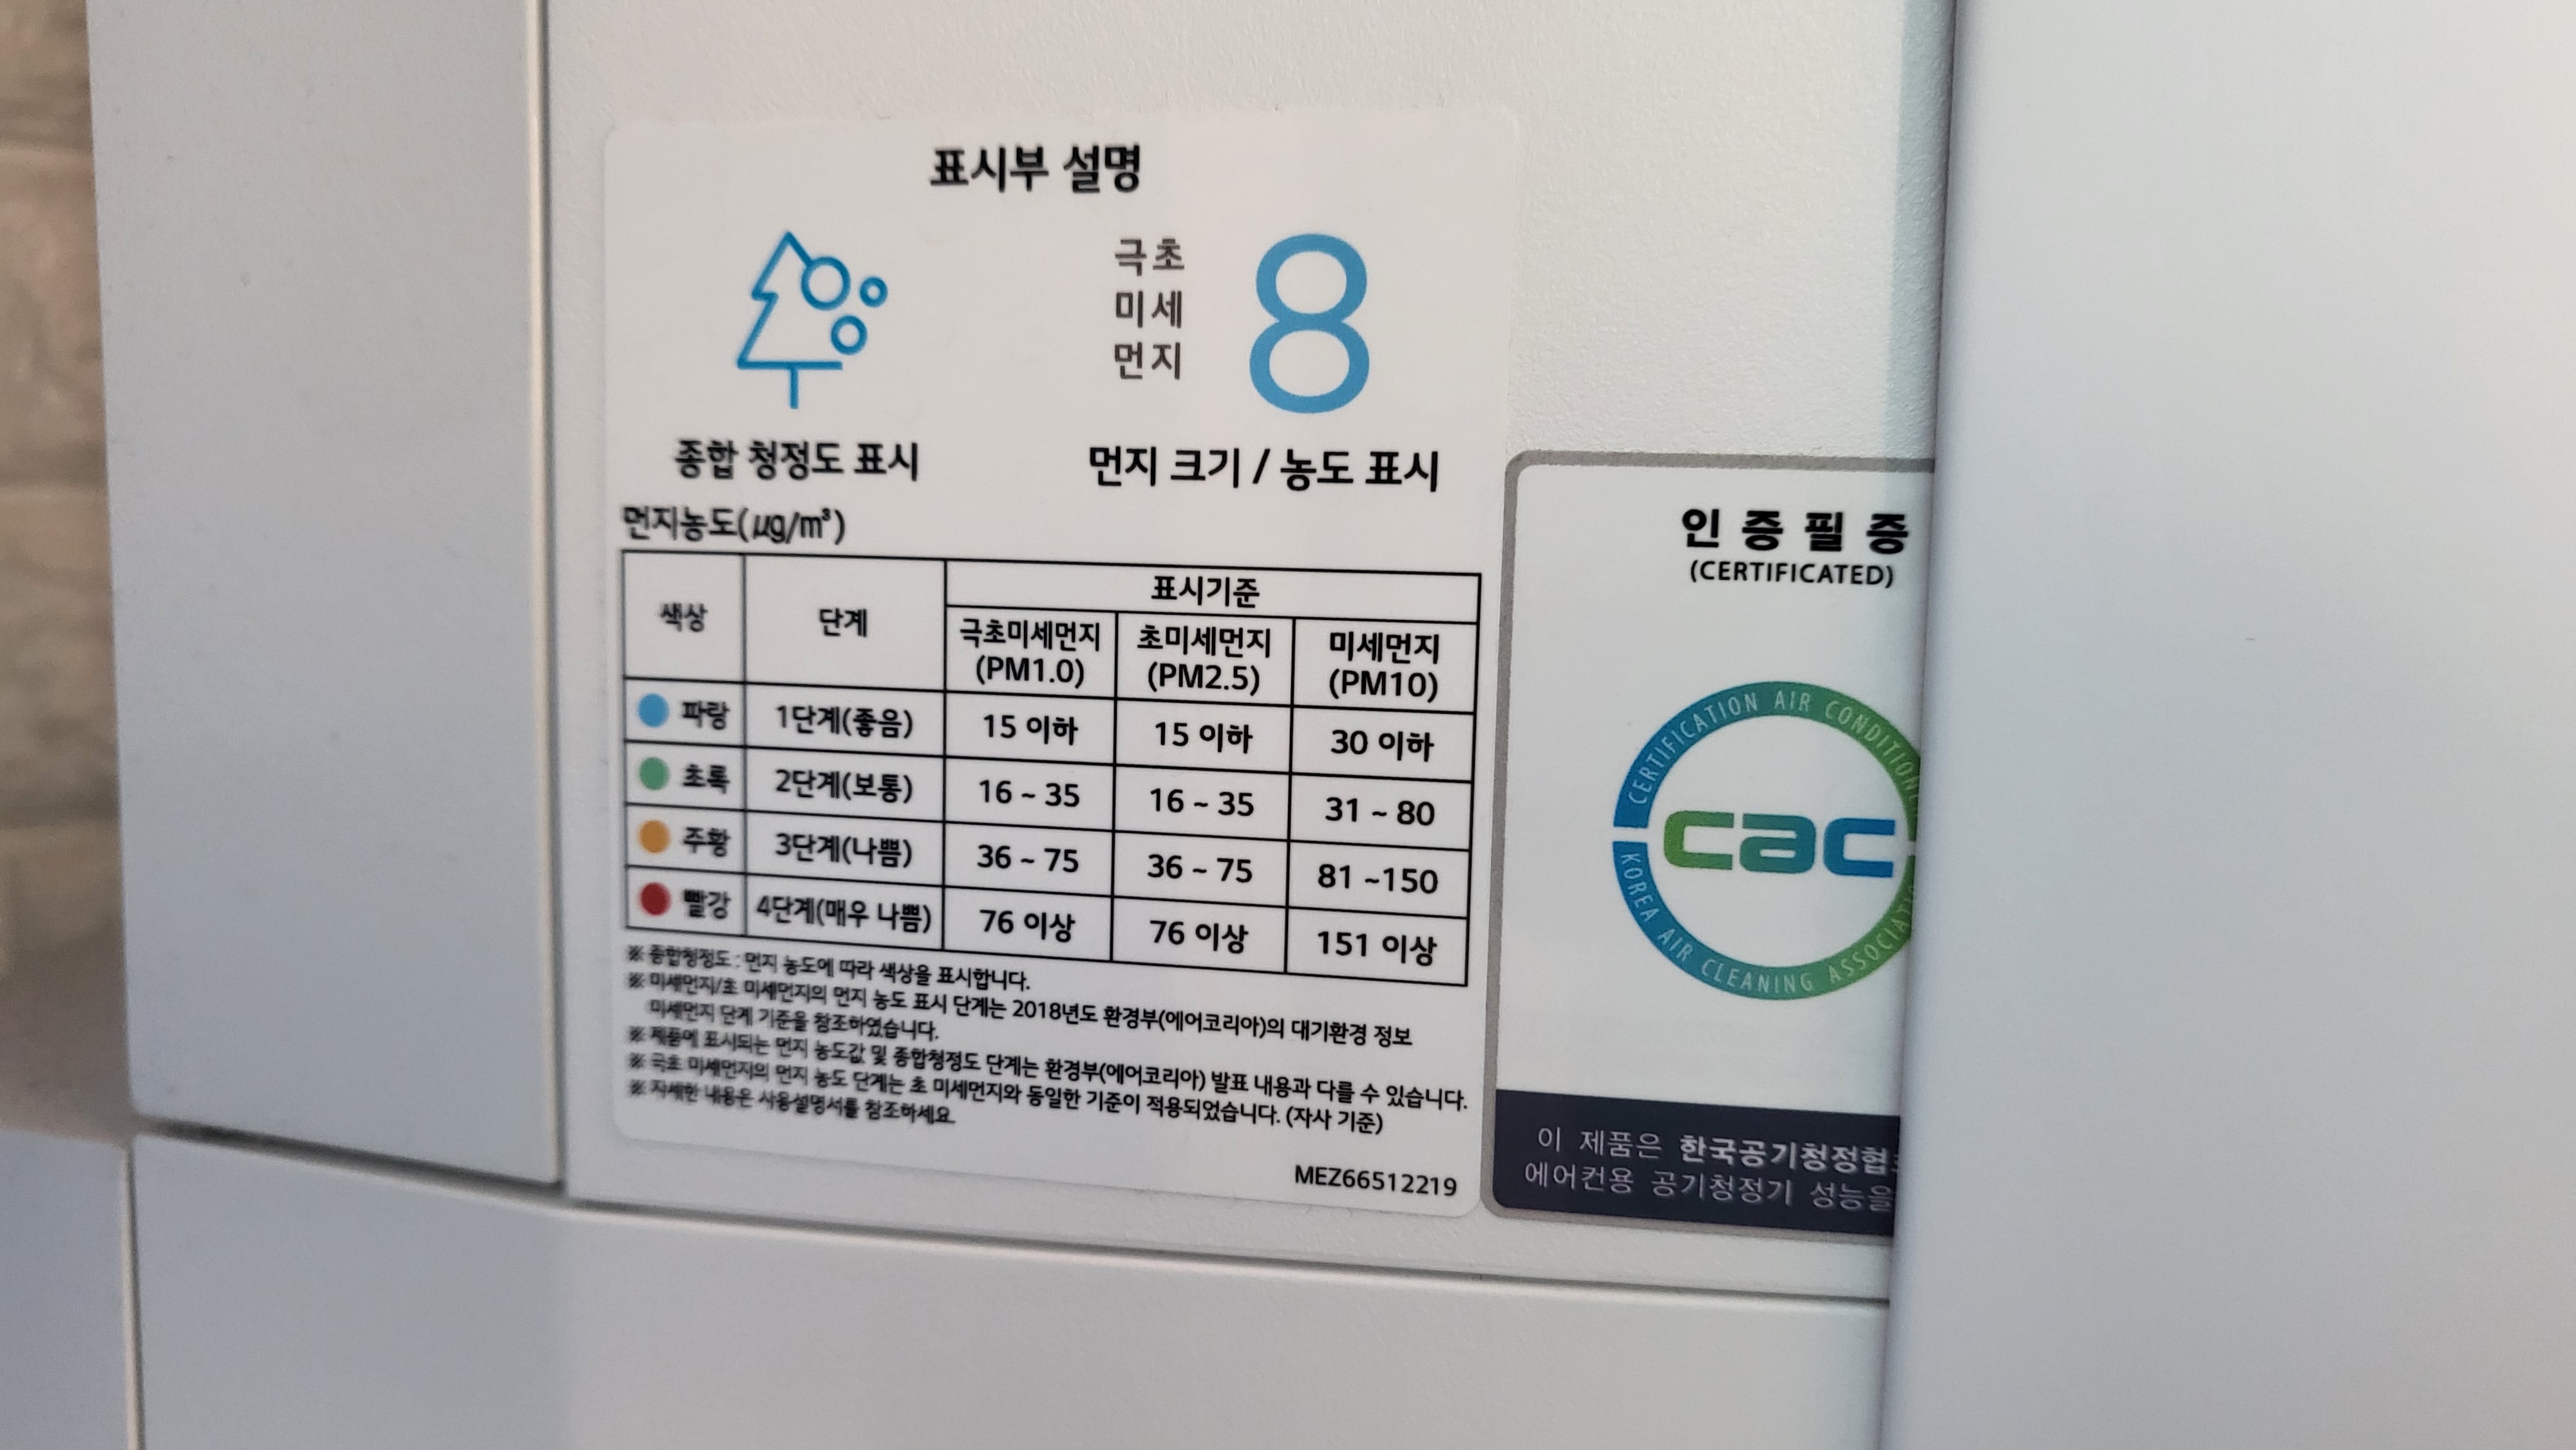 표시부 설명
극초
미세
먼지
8
종합 청정도 표시
먼지 크기 / 농도 표시
먼지농도(㎍/㎥)
색상 단계 표시기준
극초미세먼지 (PM1.0) 초미세먼지 (PM2.5) 미세먼지 (PM10)
파랑 1단계(좋음) 15 이하 15 이하 30 이하
초록 2단계(보통) 16 ~ 35 16 ~ 35 31 ~ 80
주황 3단계(나쁨) 36 ~ 75 36 ~ 75 81 ~150
빨강 4단계(매우 나쁨) 76 이상 76 이상 151 이상
※ 종합청정도 : 먼지 농도에 따라 색상을 표시합니다.
※ 미세먼지/초 미세먼지의 먼지 농도 표시 단계는 2018년도 환경부(에어코리아)의 대기환경 정보
미세먼지 단계 기준을 참조하였습니다.
※ 제품에 표시되는 먼지 농도값 및 종합청정도 단계는 환경부(에어코리아) 발표 내용과 다를 수 있습니다.
※ 극초 미세먼지의 먼지 농도 단계는 초 미세먼지와 동일한 기준이 적용되었습니다. (자사 기준)
※ 자세한 내용은 사용설명서를 참조하세요.
MEZ66512219
인 증 필 증
(CERTIFICATED)
CERTIFICATION AIR
cac
KOREA AIR CLEANING
이 제품은 한국공기청정협
에어컨용 공기청정기 성능을